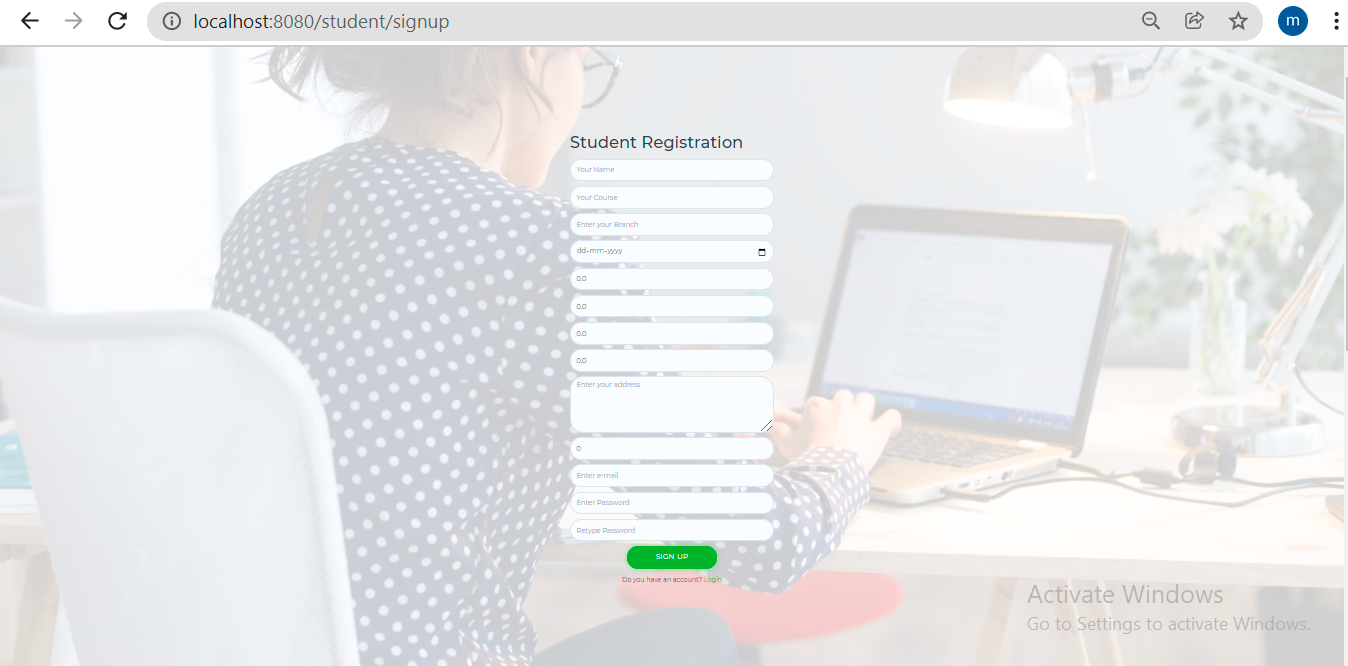 localhost:8080/student/signup
m
Student Registration
Your Name
Your Course
Enter your Branch
dd-mm-yyyy
0.0
0.0
0.0
0.0
Enter your address
0
Enter e-mail
Enter Password
Retype Password
SIGN UP
Do you have an account? Login
Activate Windows
Go to Settings to activate Windows.